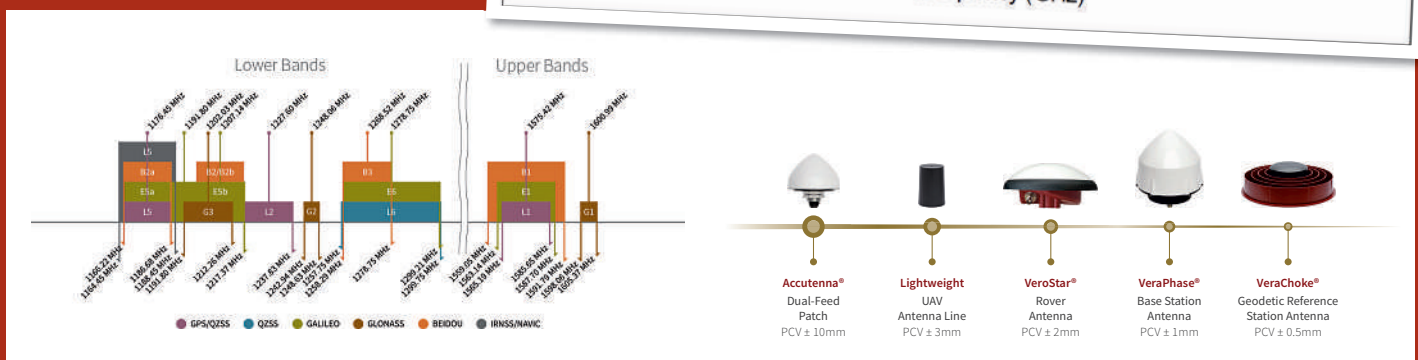 (GHz)
Lower Bands
Upper Bands
1176.45 MHz
1191.80 MHz
1202.03 MHz
1207.14 MHz
1227.60 MHz
1248.06 MHz
1268.52 MHz
1278.75 MHz
1575.42 MHz
1600.99 MHz
L5
B2a
B2/B2b
B3
B1
E5a
E5b
E6
E1
L5
G3
L2
G2
L6
L1
G1
1166.22 MHz
1164.45 MHz
1186.68 MHz
1188.45 MHz
1191.80 MHz
1212.26 MHz
1217.37 MHz
1237.83 MHz
1242.94 MHz
1248.63 MHz
1257.75 MHz
1258.29 MHz
1278.75 MHz
1299.21 MHz
1299.75 MHz
1559.05 MHz
1563.14 MHz
1565.19 MHz
1585.65 MHz
1587.70 MHz
1591.79 MHz
1598.06 MHz
1605.37 MHz
GPS/QZSS QZSS GALILEO GLONASS BEIDOU IRNSS/NAVIC
Accutenna®
Dual-Feed
Patch
PCV ± 10mm
Lightweight
UAV
Antenna Line
PCV ± 3mm
VeroStar®
Rover
Antenna
PCV ± 2mm
VeraPhase®
Base Station
Antenna
PCV ± 1mm
VeraChoke®
Geodetic Reference
Station Antenna
PCV ± 0.5mm